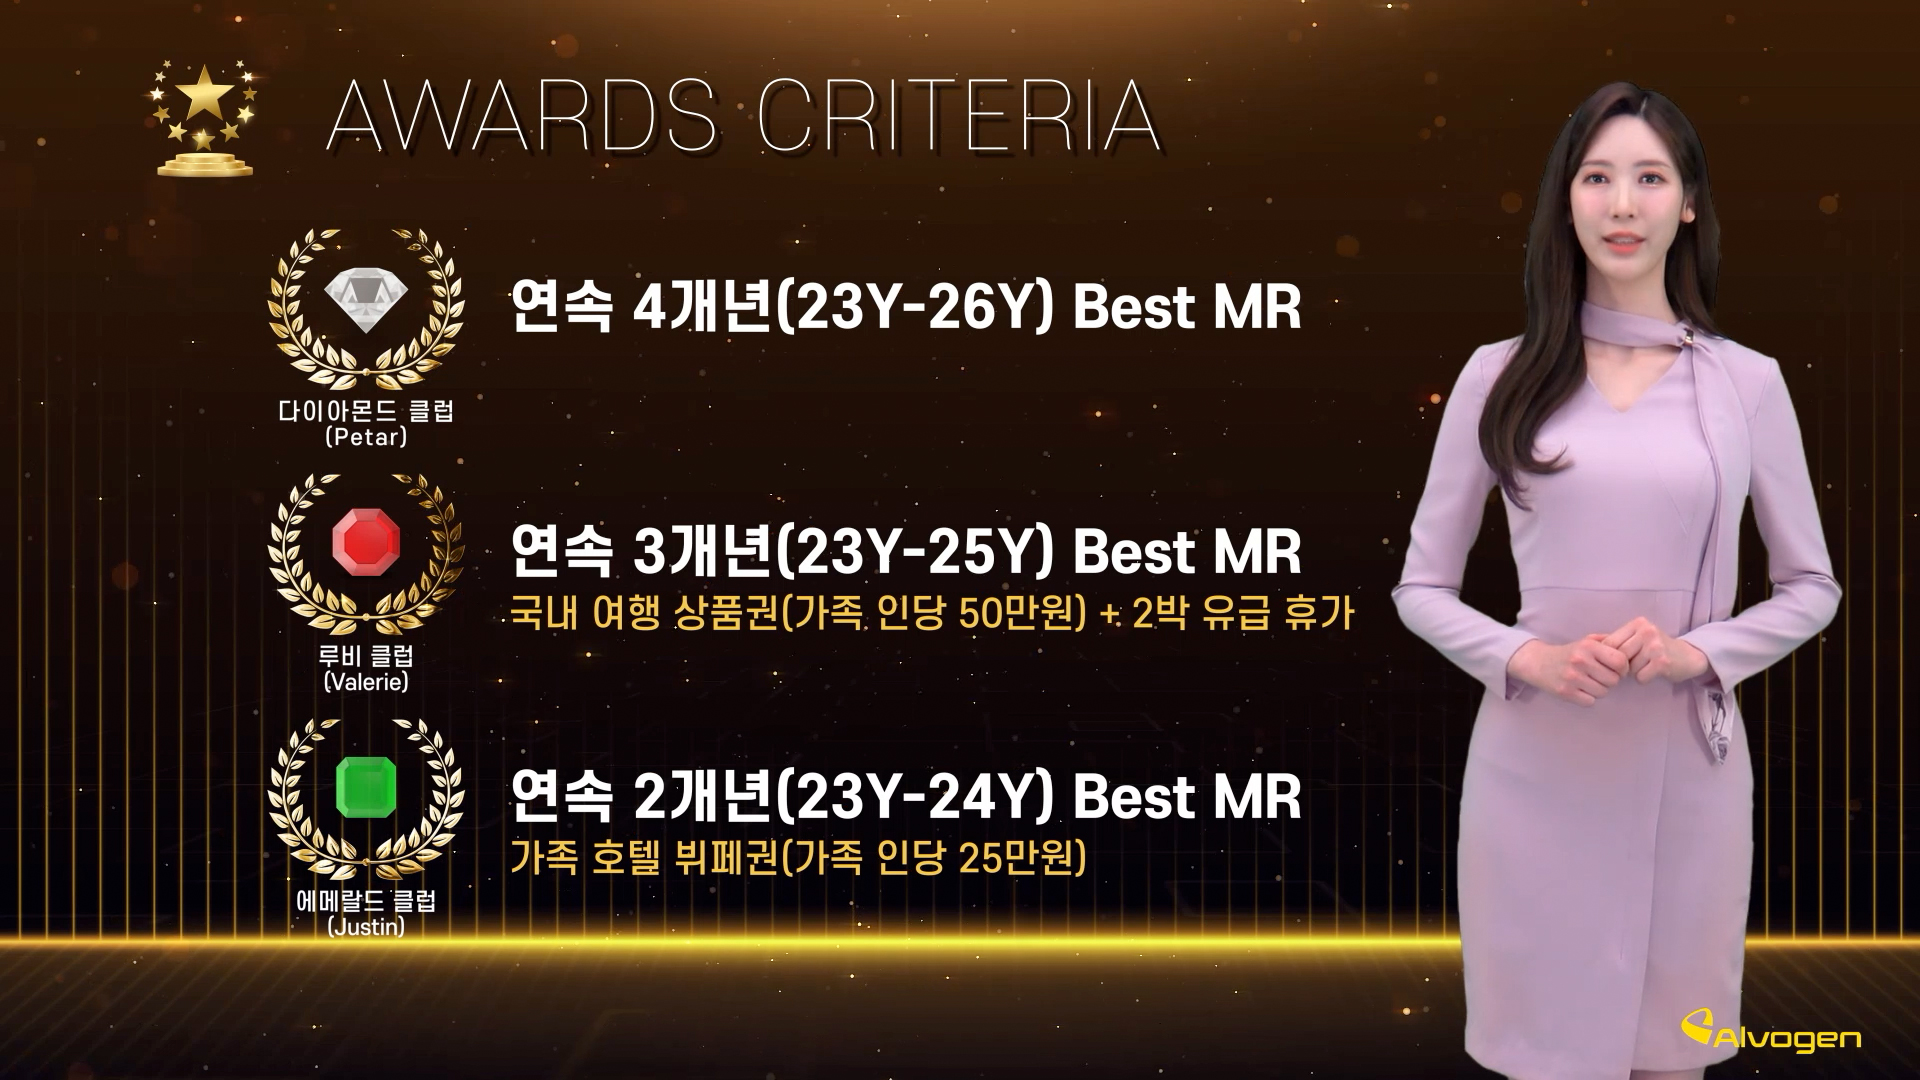 AWARDS CRITERIA
연속 4개년(23Y-26Y) Best MR
다이아몬드 클럽
(Petar)
연속 3개년(23Y-25Y) Best MR
국내 여행 상품권(가족 인당 50만원) + 2박 유급 휴가
루비 클럽
(Valerie)
연속 2개년(23Y-24Y) Best MR
가족 호텔 뷔페권(가족 인당 25만원)
에메랄드 클럽
(Justin)
Alvogen